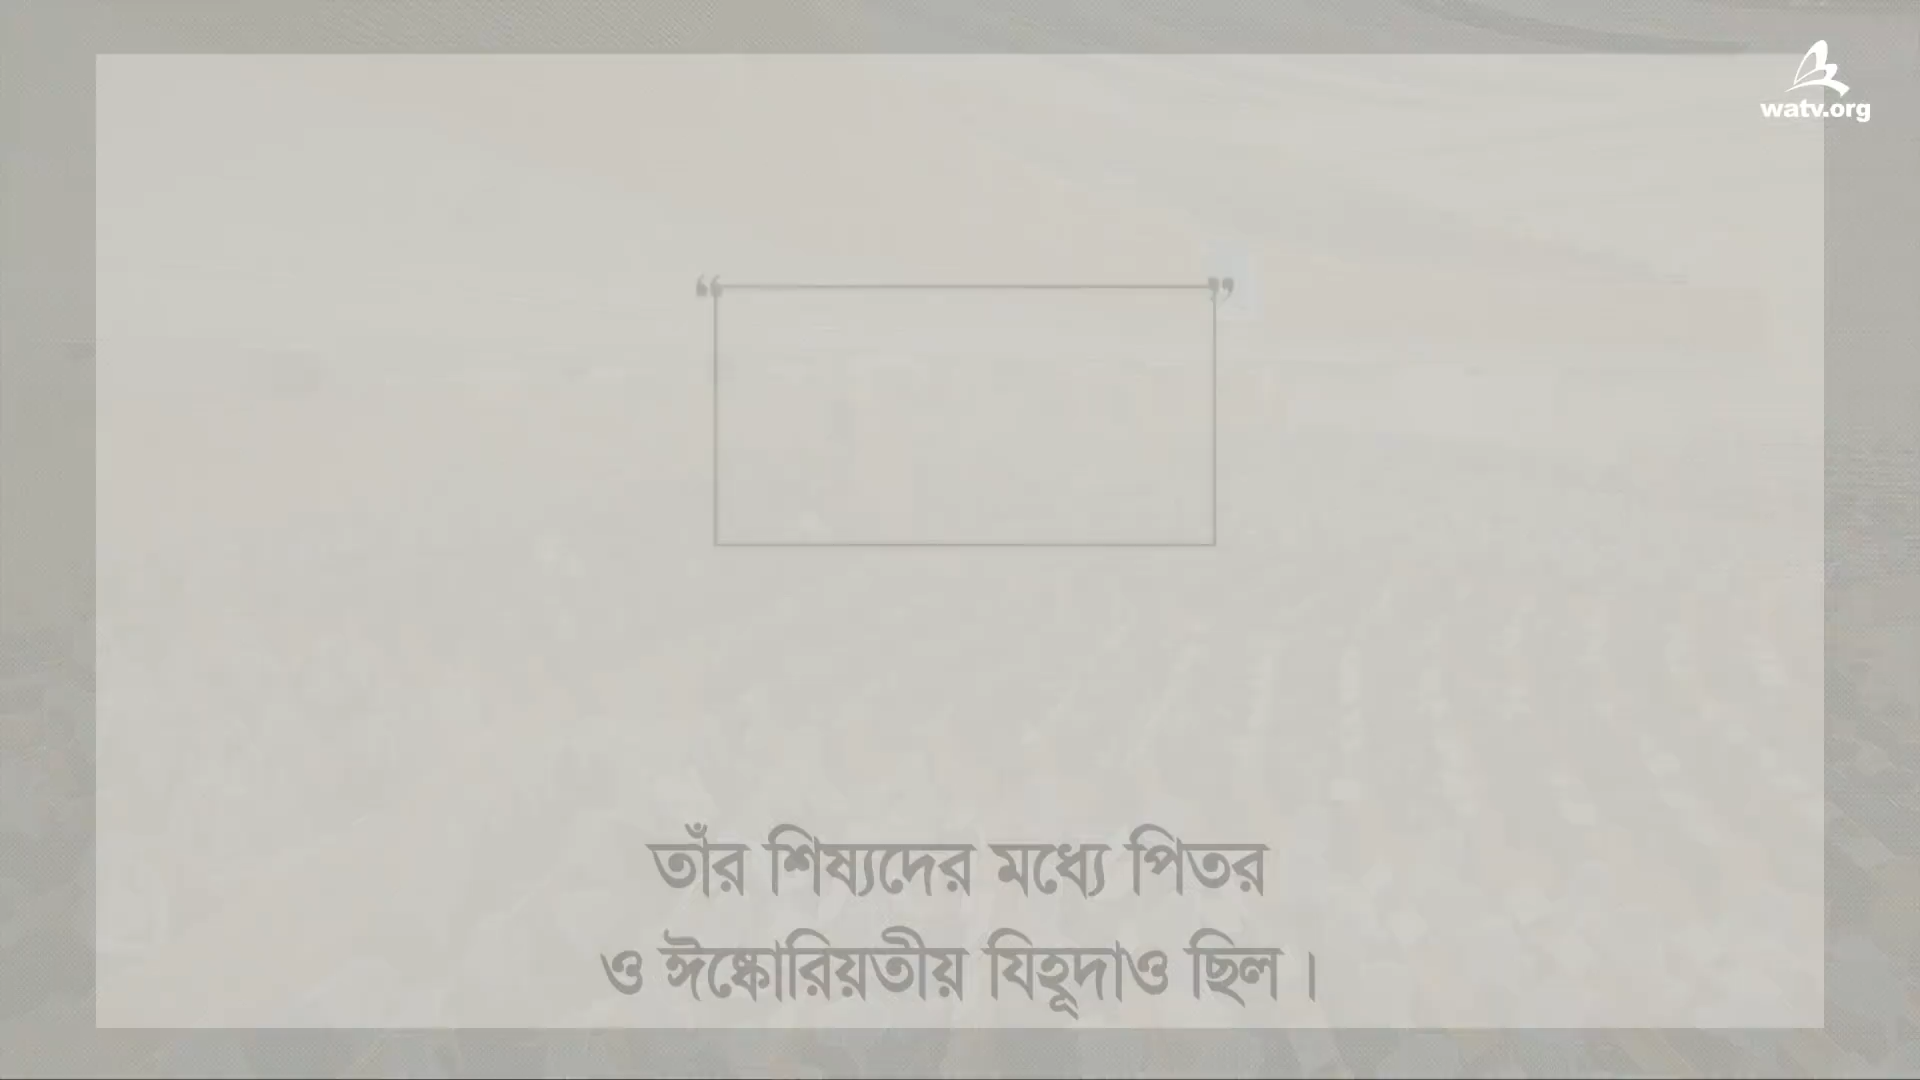 watv.org
“ ”
তাঁর শিষ্যদের মধ্যে পিতর
ও ঈষ্কোরিয়তীয় যিহূদাও ছিল।